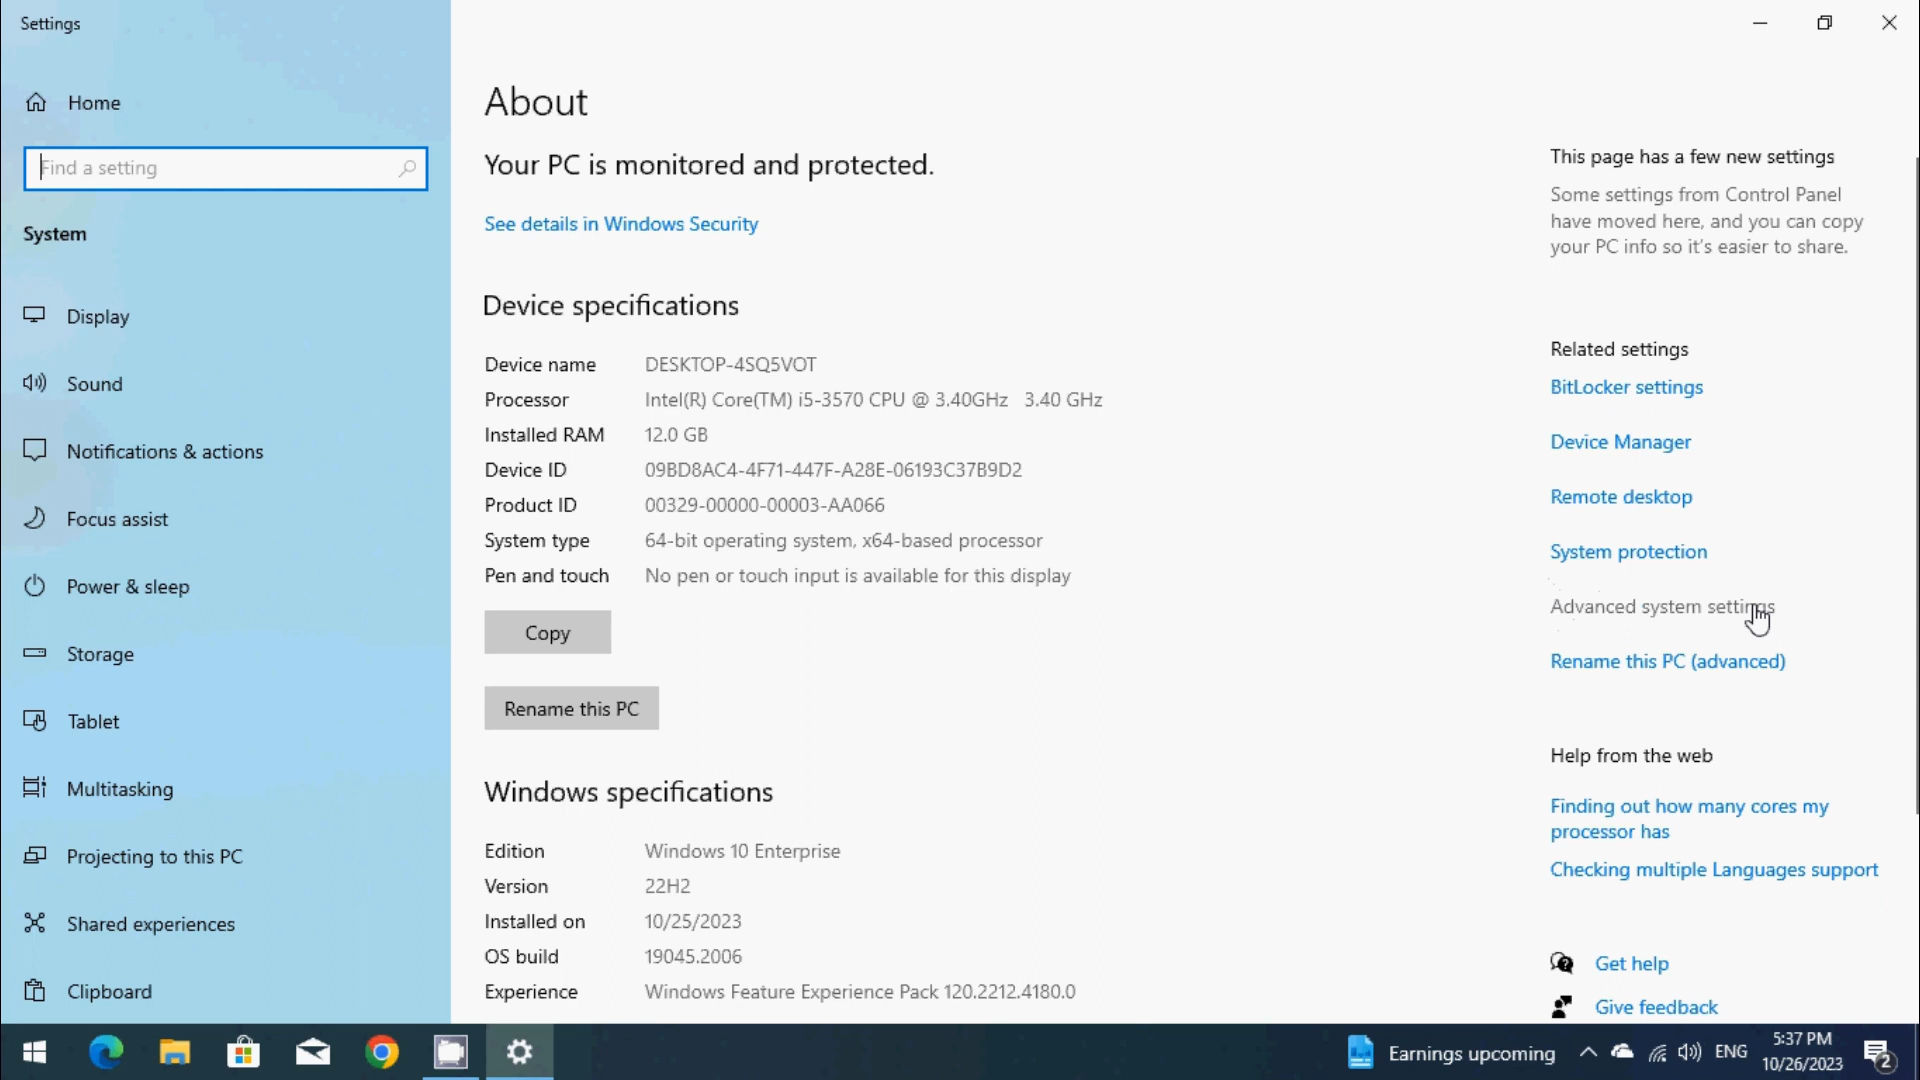 Settings
Home
Find a setting
System
Display
Sound
Notifications & actions
Focus assist
Power & sleep
Storage
Tablet
Multitasking
Projecting to this PC
Shared experiences
Clipboard
About
Your PC is monitored and protected.
See details in Windows Security
Device specifications
Device name DESKTOP-4SQ5VOT
Processor Intel(R) Core(TM) i5-3570 CPU @ 3.40GHz 3.40 GHz
Installed RAM 12.0 GB
Device ID 09BD8AC4-4F71-447F-A28E-06193C37B9D2
Product ID 00329-00000-00003-AA066
System type 64-bit operating system, x64-based processor
Pen and touch No pen or touch input is available for this display
Copy
Rename this PC
Windows specifications
Edition Windows 10 Enterprise
Version 22H2
Installed on 10/25/2023
OS build 19045.2006
Experience Windows Feature Experience Pack 120.2212.4180.0
This page has a few new settings
Some settings from Control Panel
have moved here, and you can copy
your PC info so it's easier to share.
Related settings
BitLocker settings
Device Manager
Remote desktop
System protection
Advanced system settings
Rename this PC (advanced)
Help from the web
Finding out how many cores my
processor has
Checking multiple Languages support
Get help
Give feedback
Earnings upcoming
ENG
5:37 PM
10/26/2023
2